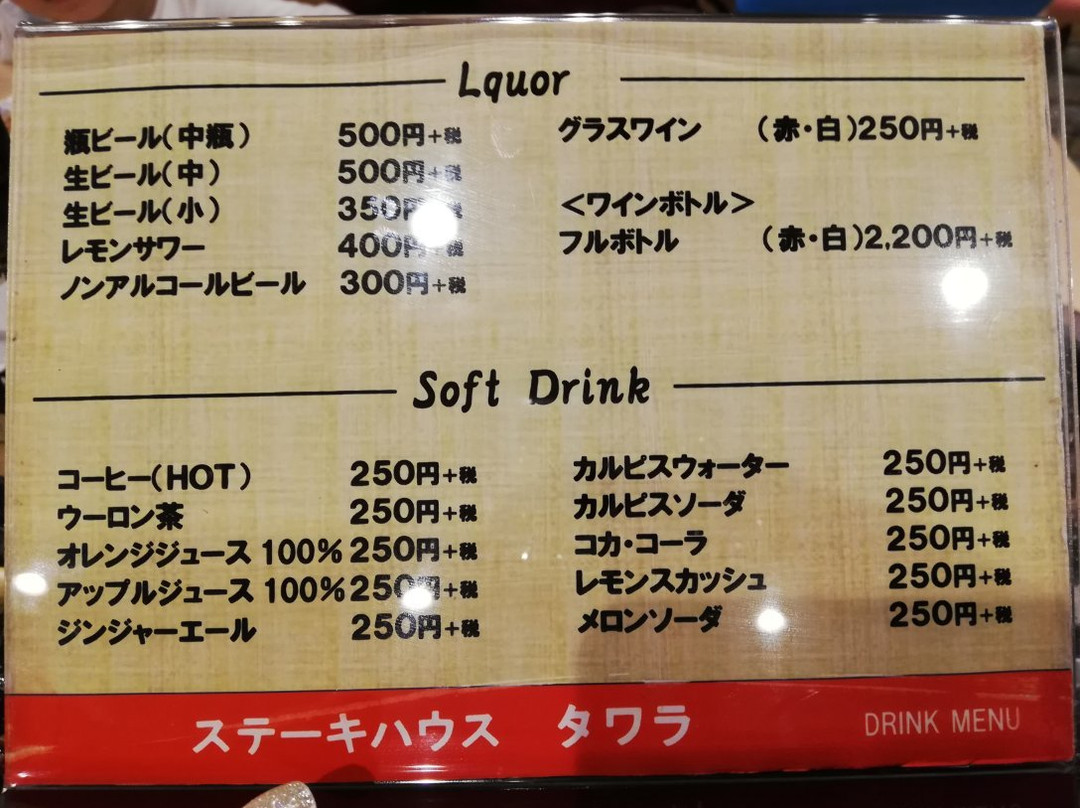 Lquor
瓶ビール(中瓶) 500円+税
生ビール(中) 500円+税
生ビール(小) 350円+税
レモンサワー 400円+税
ノンアルコールビール 300円+税
グラスワイン (赤・白)250円+税
<ワインボトル>
フルボトル (赤・白)2,200円+税
Soft Drink
コーヒー(HOT) 250円+税
ウーロン茶 250円+税
オレンジジュース 100% 250円+税
アップルジュース 100% 250円+税
ジンジャーエール 250円+税
カルピスウォーター 250円+税
カルピスソーダ 250円+税
コカ・コーラ 250円+税
レモンスカッシュ 250円+税
メロンソーダ 250円+税
ステーキハウス タワラ DRINK MENU